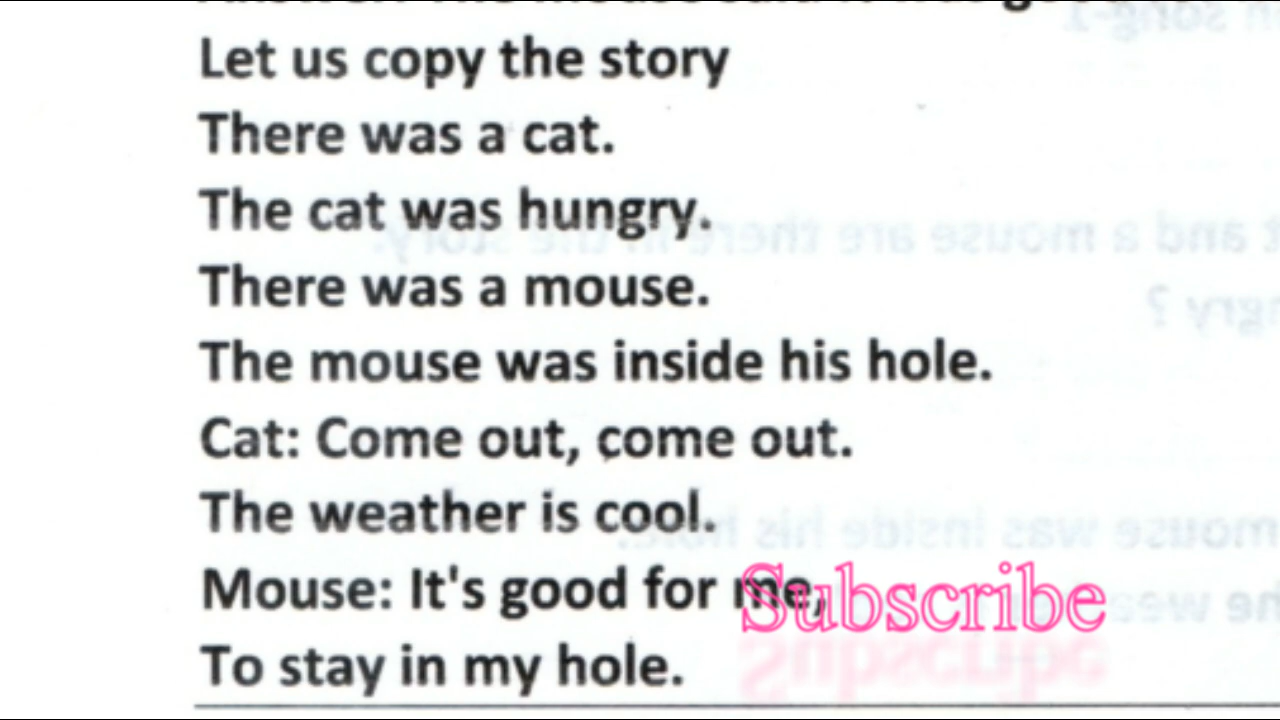 Let us copy the story
There was a cat.
The cat was hungry.
There was a mouse.
The mouse was inside his hole.
Cat: Come out, come out.
The weather is cool.
Mouse: It's good for me,
To stay in my hole.
Subscribe